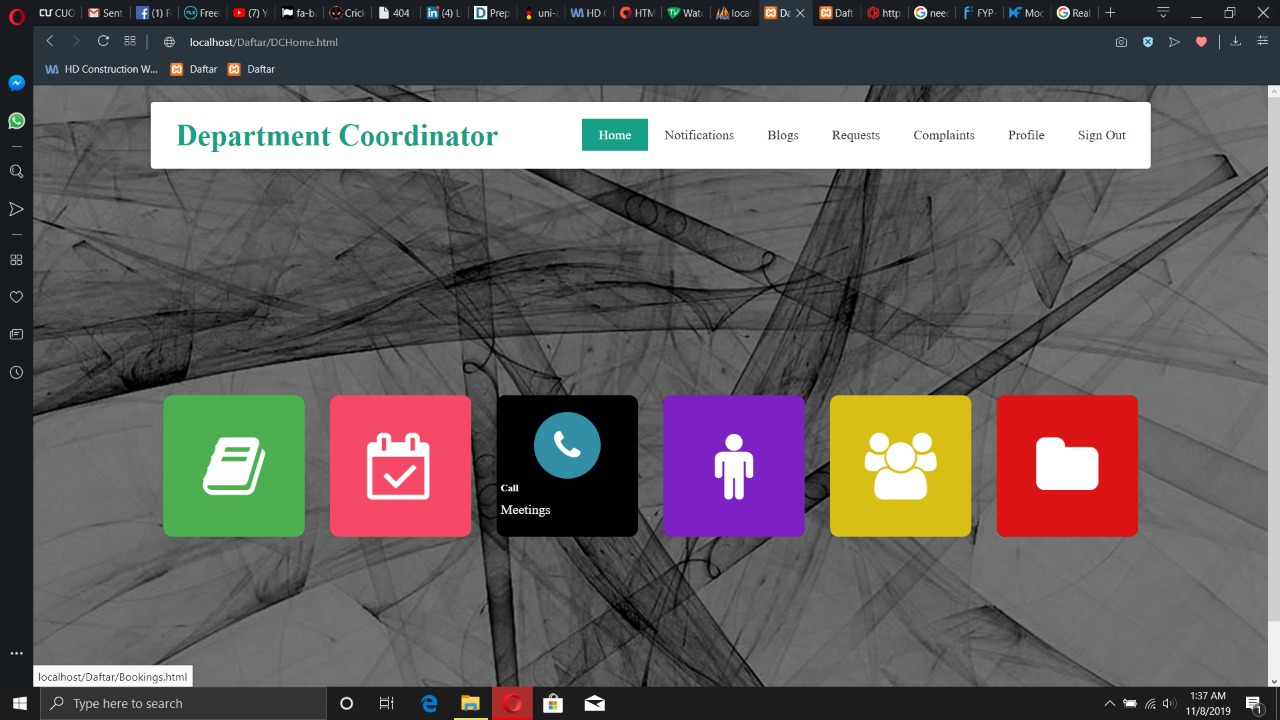 CUC Sent (1) F Free (7) Y fa-b Crick 404 (4) L Prep uni- HD C HTM Wat local Da Daft http FYP- Moc Real
localhost/Daftar/DCHome.html
HD Construction W... Daftar Daftar
Department Coordinator Home Notifications Blogs Requests Complaints Profile Sign Out
Call
Meetings
localhost/Daftar/Bookings.html
Type here to search
1:37 AM
11/8/2019